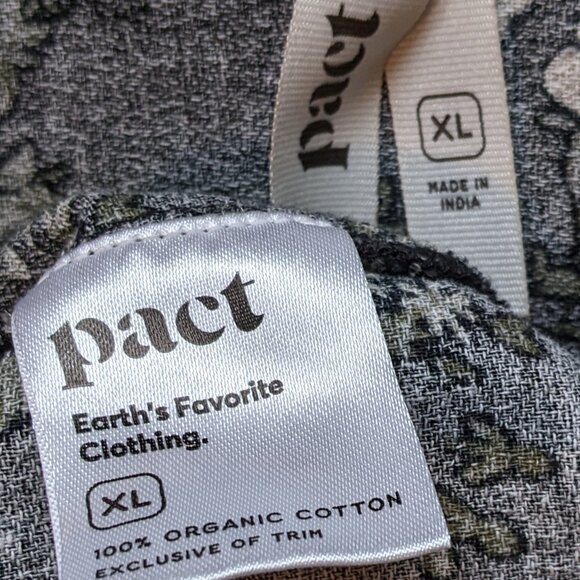 pact
XL
MADE IN
INDIA
pact
Earth's Favorite
Clothing.
XL
100% ORGANIC COTTON
EXCLUSIVE OF TRIM